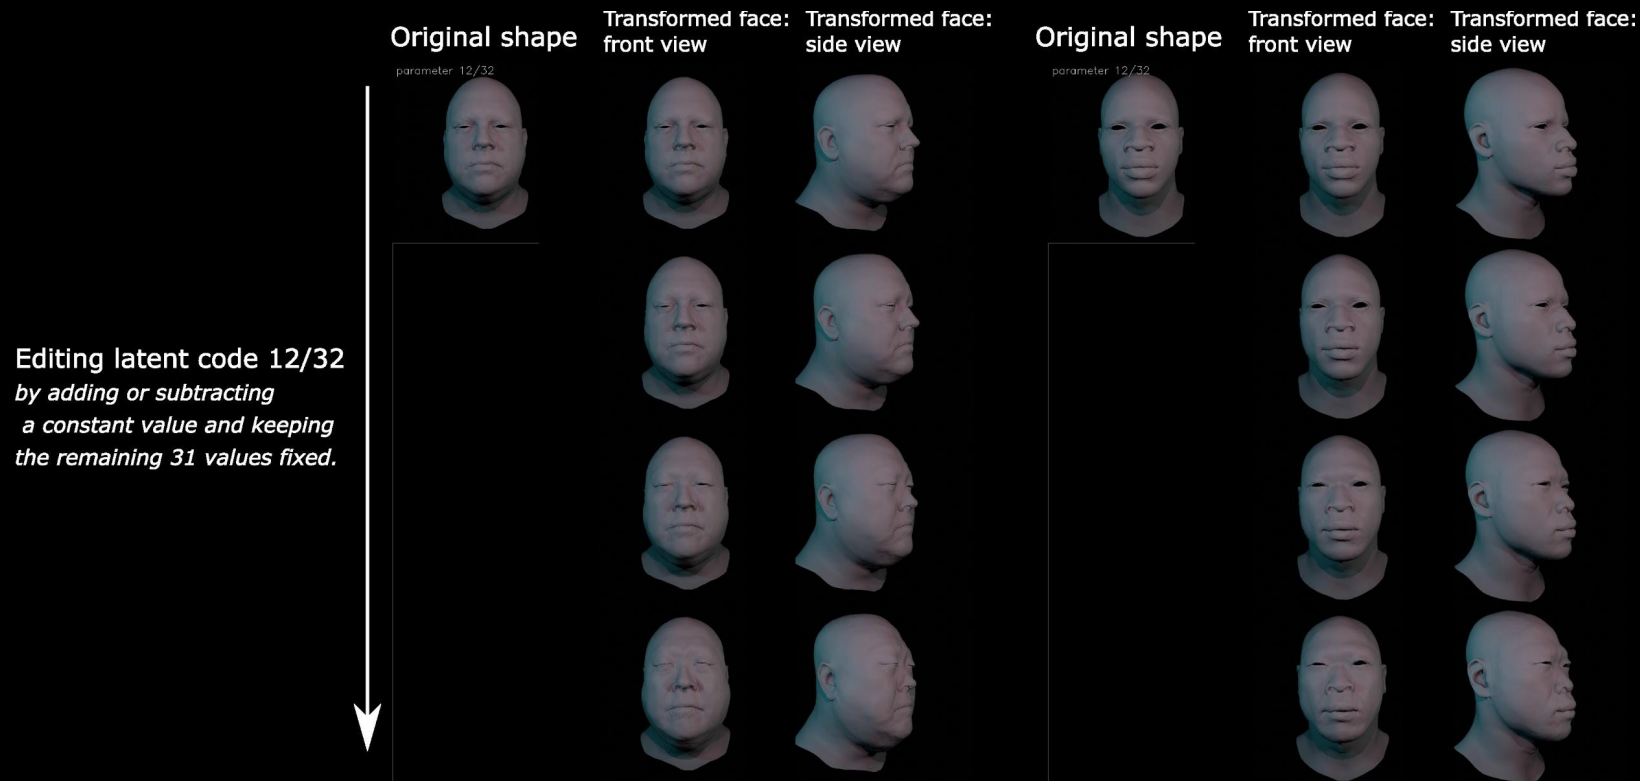 Original shape
Transformed face:
front view
Transformed face:
side view
Original shape
Transformed face:
front view
Transformed face:
side view
parameter 12/32
parameter 12/32
Editing latent code 12/32
by adding or subtracting
a constant value and keeping
the remaining 31 values fixed.